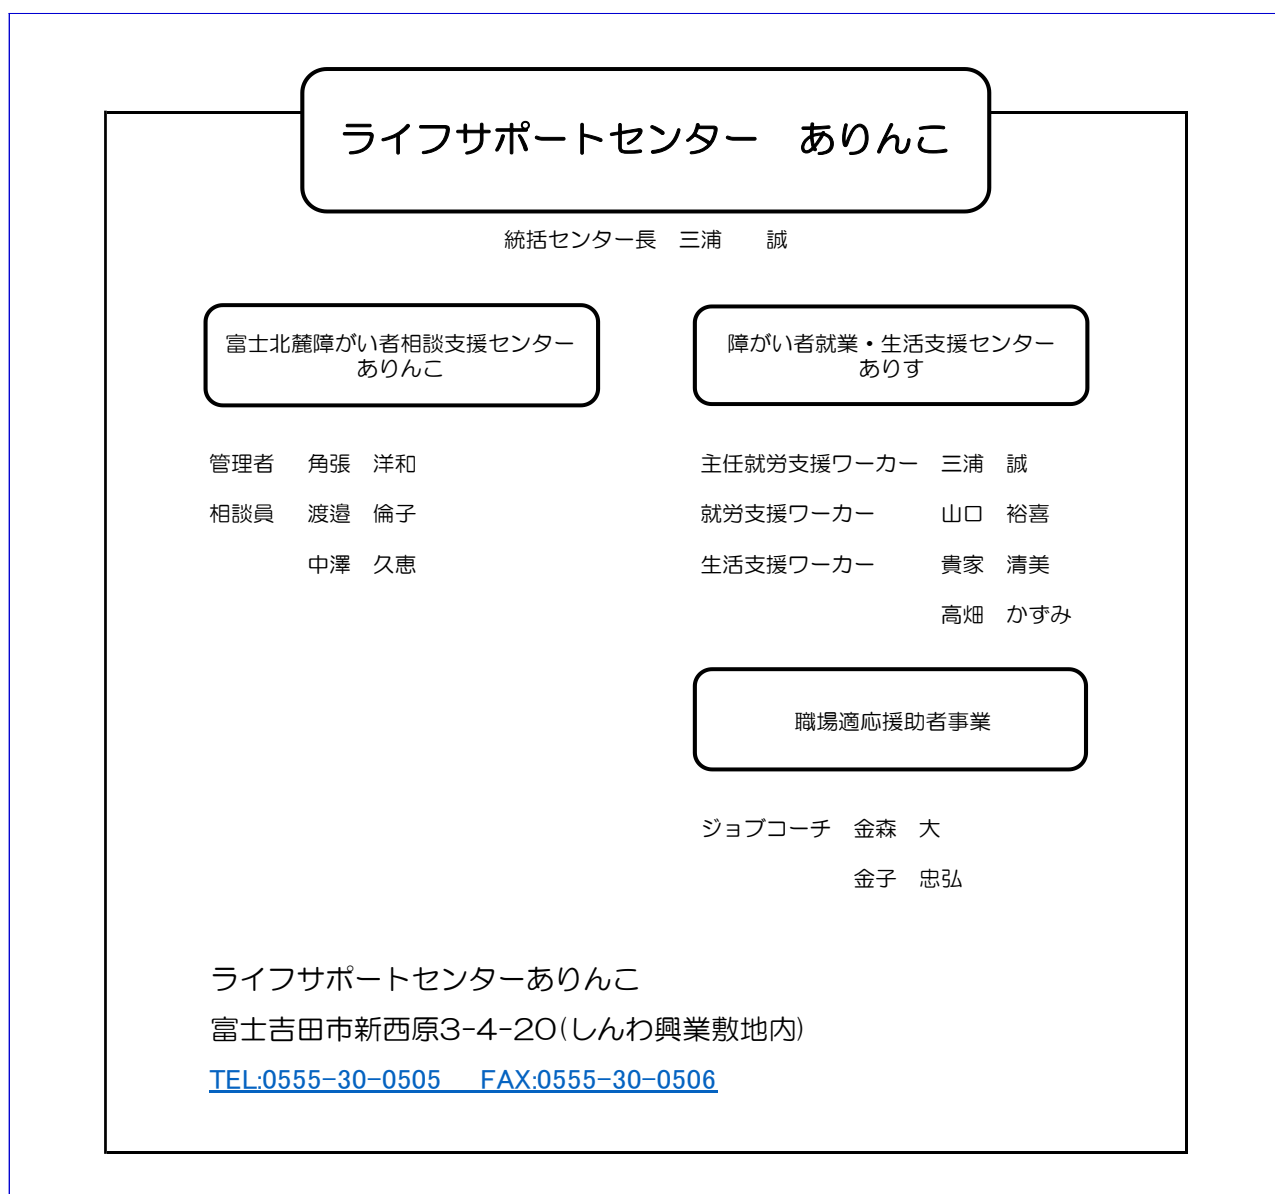 ライフサポートセンター　ありんこ
統括センター長　三浦　　誠
富士北麓障がい者相談支援センター
ありんこ
管理者　角張　洋和
相談員　渡邉　倫子
中澤　久恵
障がい者就業・生活支援センター
ありす
主任就労支援ワーカー　三浦　誠
就労支援ワーカー　山口　裕喜
生活支援ワーカー　貴家　清美
高畑　かずみ
職場適応援助者事業
ジョブコーチ　金森　大
金子　忠弘
ライフサポートセンターありんこ
富士吉田市新西原3-4-20(しんわ興業敷地内)
TEL:0555-30-0505　FAX:0555-30-0506